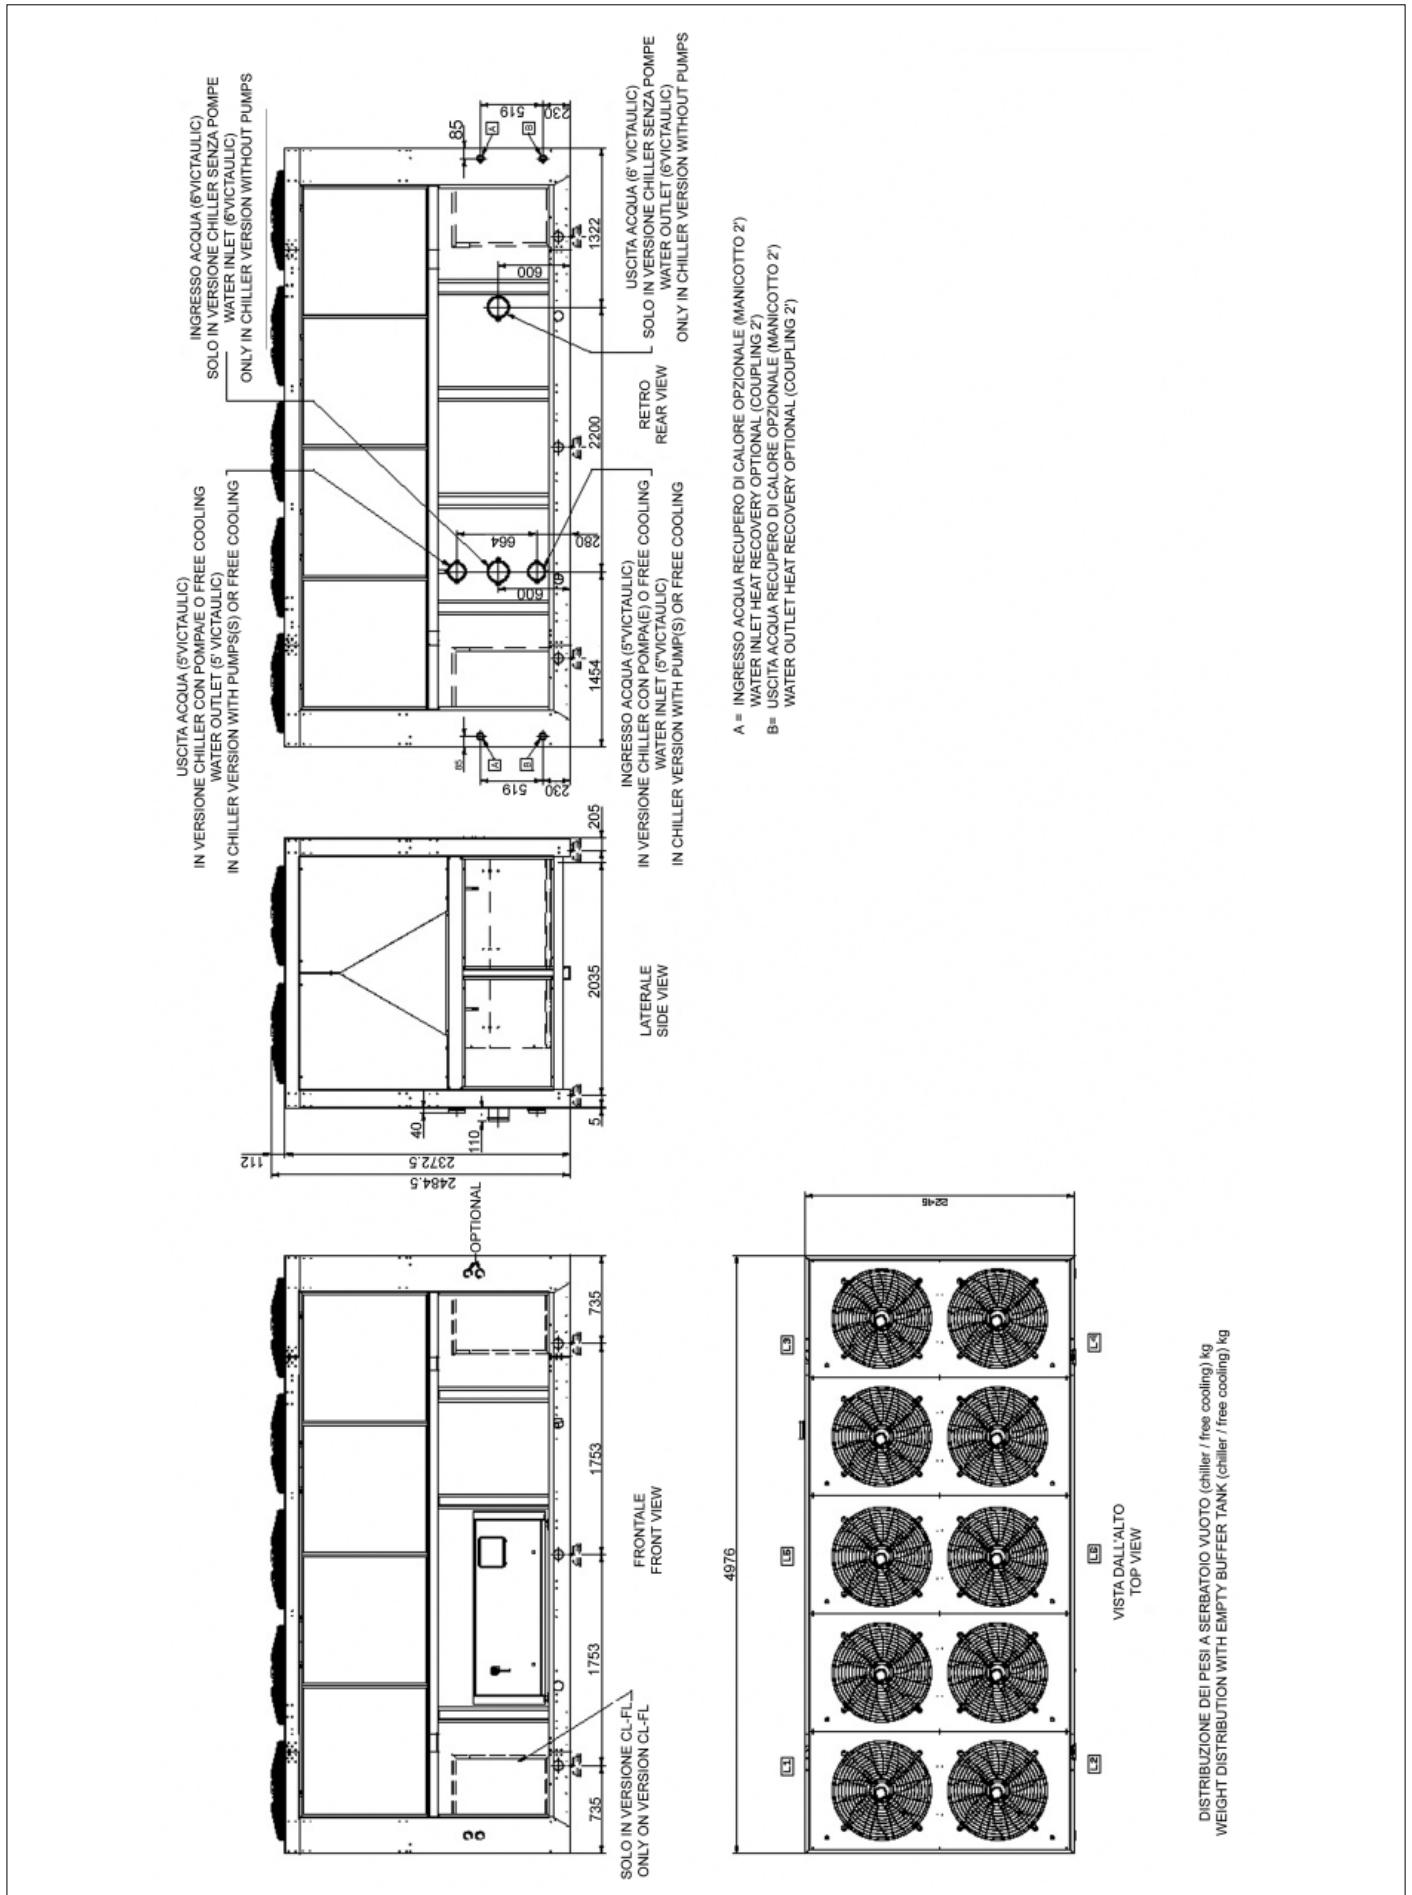 INGRESSO ACQUA (6"VICTAULIC)
SOLO IN VERSIONE CHILLER SENZA POMPE
WATER INLET (6"VICTAULIC)
ONLY IN CHILLER VERSION WITHOUT PUMPS
USCITA ACQUA (5"VICTAULIC)
IN VERSIONE CHILLER CON POMPA/E O FREE COOLING
WATER OUTLET (5' VICTAULIC)
IN CHILLER VERSION WITH PUMPS(S) OR FREE COOLING
85
519
230
A
B
1322
600
2200
664
280
600
1454
85
A
B
519
230
USCITA ACQUA (6' VICTAULIC)
SOLO IN VERSIONE CHILLER SENZA POMPE
WATER OUTLET (6"VICTAULIC)
ONLY IN CHILLER VERSION WITHOUT PUMPS
RETRO
REAR VIEW
INGRESSO ACQUA (5"VICTAULIC)
IN VERSIONE CHILLER CON POMPA(E) O FREE COOLING
WATER INLET (5"VICTAULIC)
IN CHILLER VERSION WITH PUMP(S) OR FREE COOLING
A = INGRESSO ACQUA RECUPERO DI CALORE OPZIONALE (MANICOTTO 2')
WATER INLET HEAT RECOVERY OPTIONAL (COUPLING 2')
B= USCITA ACQUA RECUPERO DI CALORE OPZIONALE (MANICOTTO 2')
WATER OUTLET HEAT RECOVERY OPTIONAL (COUPLING 2')
205
2035
5
40
110
112
2372.5
2484.5
LATERALE
SIDE VIEW
OPTIONAL
735
1753
1753
735
FRONTALE
FRONT VIEW
SOLO IN VERSIONE CL-FL
ONLY ON VERSION CL-FL
4976
2246
L3
L4
L5
L6
L1
L2
VISTA DALL'ALTO
TOP VIEW
DISTRIBUZIONE DEI PESI A SERBATOIO VUOTO (chiller / free cooling) kg
WEIGHT DISTRIBUTION WITH EMPTY BUFFER TANK (chiller / free cooling) kg